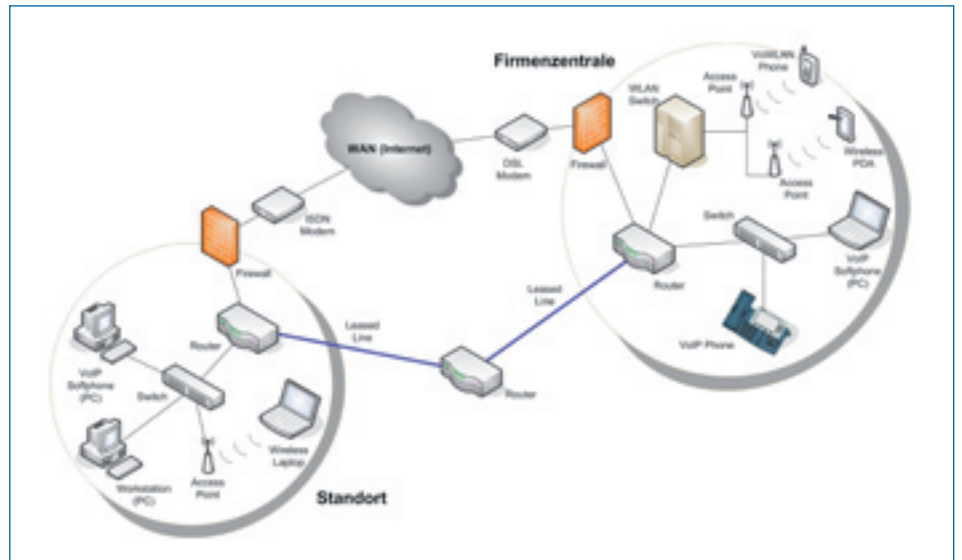 Firmenzentrale
VoWLAN
Phone
Access
Point
WLAN
Switch
WAN (Internet)
DSL
Modem
Firewall
Wireless
PDA
Access
Point
ISDN
Modem
Switch
Firewall
Router
VoIP
Softphone
(PC)
Leased
Line
Leased
Line
VoIP Phone
Router
VoIP
Softphone
(PC)
Switch
Router
Wireless
Laptop
Workstation
(PC)
Access
Point
Standort